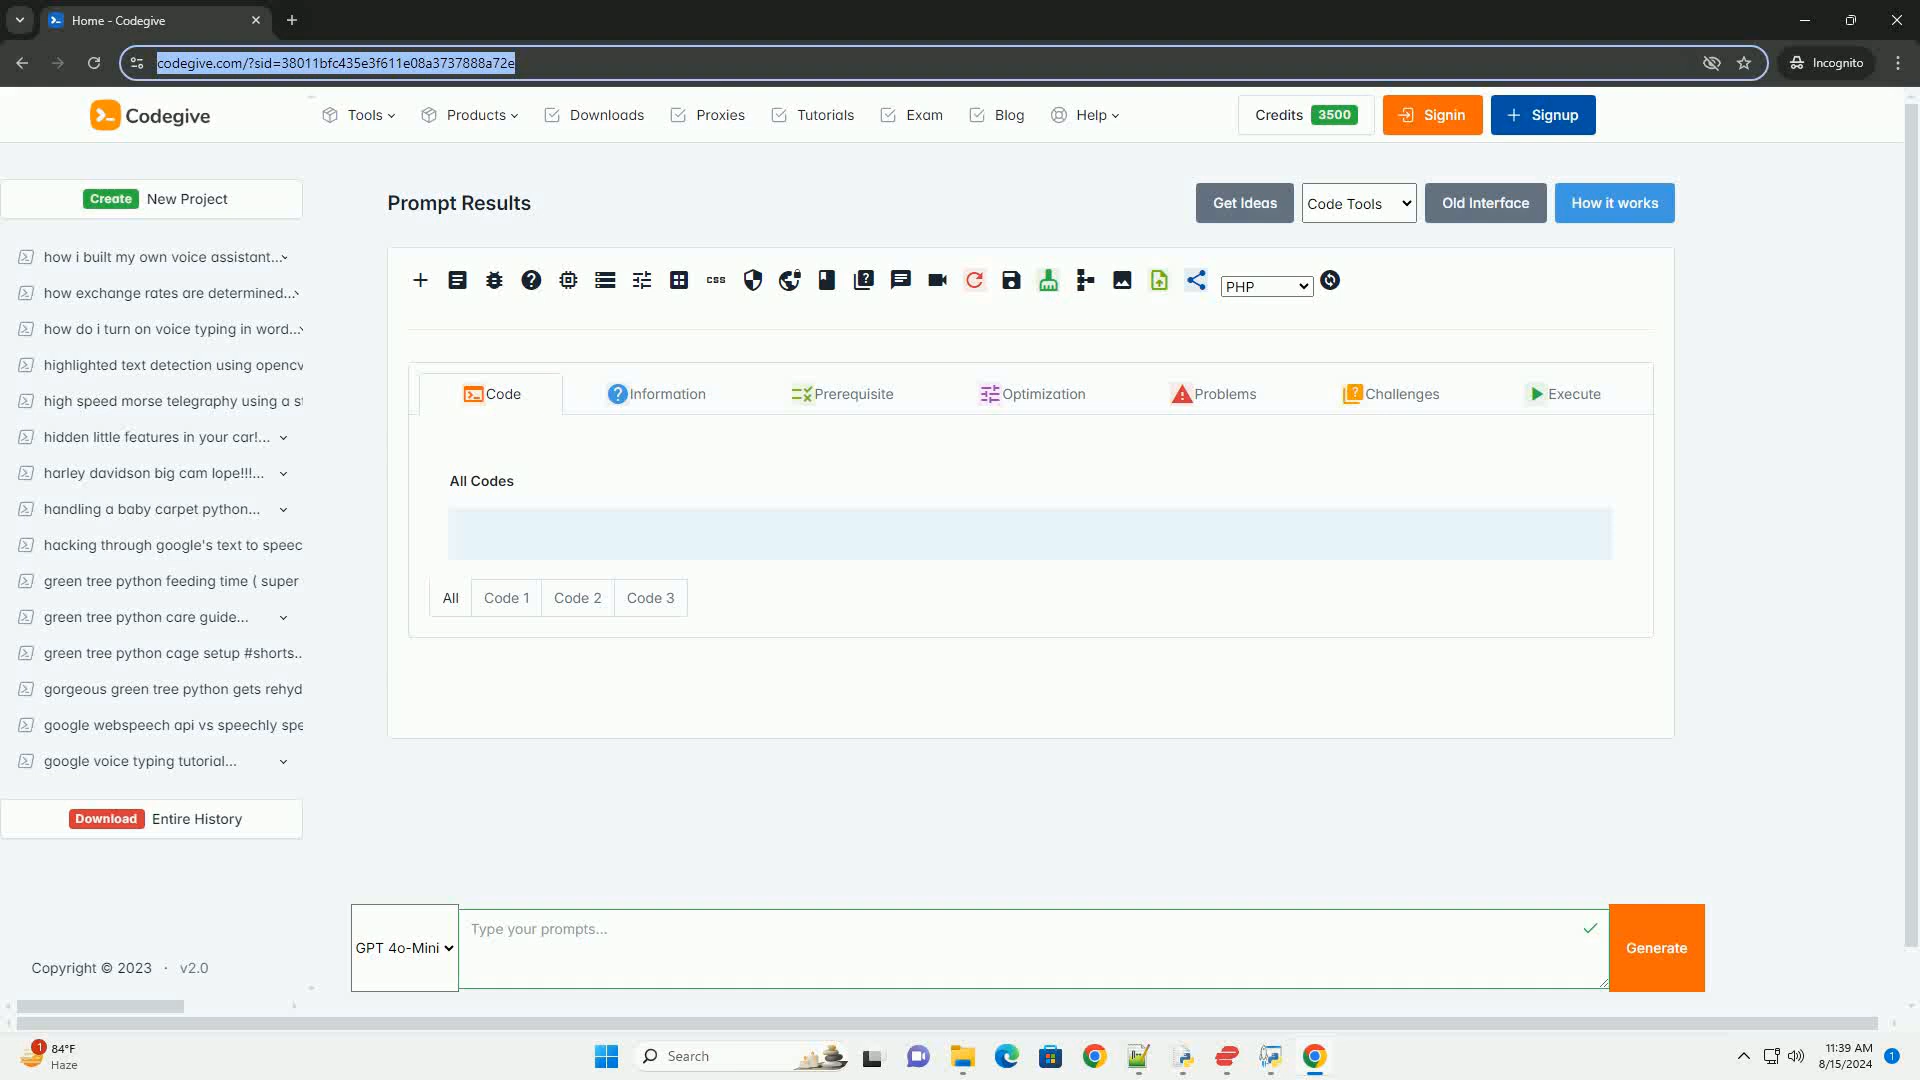 Home - Codegive
codegive.com/?sid=38011bfc435e3f611e08a3737888a72e
Incognito
Codegive
Tools
Products
Downloads
Proxies
Tutorials
Exam
Blog
Help
Credits 3500
Signin
Signup
Create New Project
how i built my own voice assistant...
how exchange rates are determined...
how do i turn on voice typing in word...
highlighted text detection using opencv
high speed morse telegraphy using a st
hidden little features in your car!...
harley davidson big cam lope!!!...
handling a baby carpet python...
hacking through google's text to speec
green tree python feeding time ( super
green tree python care guide...
green tree python cage setup #shorts..
gorgeous green tree python gets rehyd
google webspeech api vs speechly spe
google voice typing tutorial...
Download Entire History
Copyright © 2023 · v2.0
Prompt Results
Get Ideas
Code Tools
Old Interface
How it works
css
PHP
Code
Information
Prerequisite
Optimization
Problems
Challenges
Execute
All Codes
All
Code 1
Code 2
Code 3
GPT 4o-Mini
Type your prompts...
Generate
1
84°F
Haze
Search
11:39 AM
8/15/2024
1